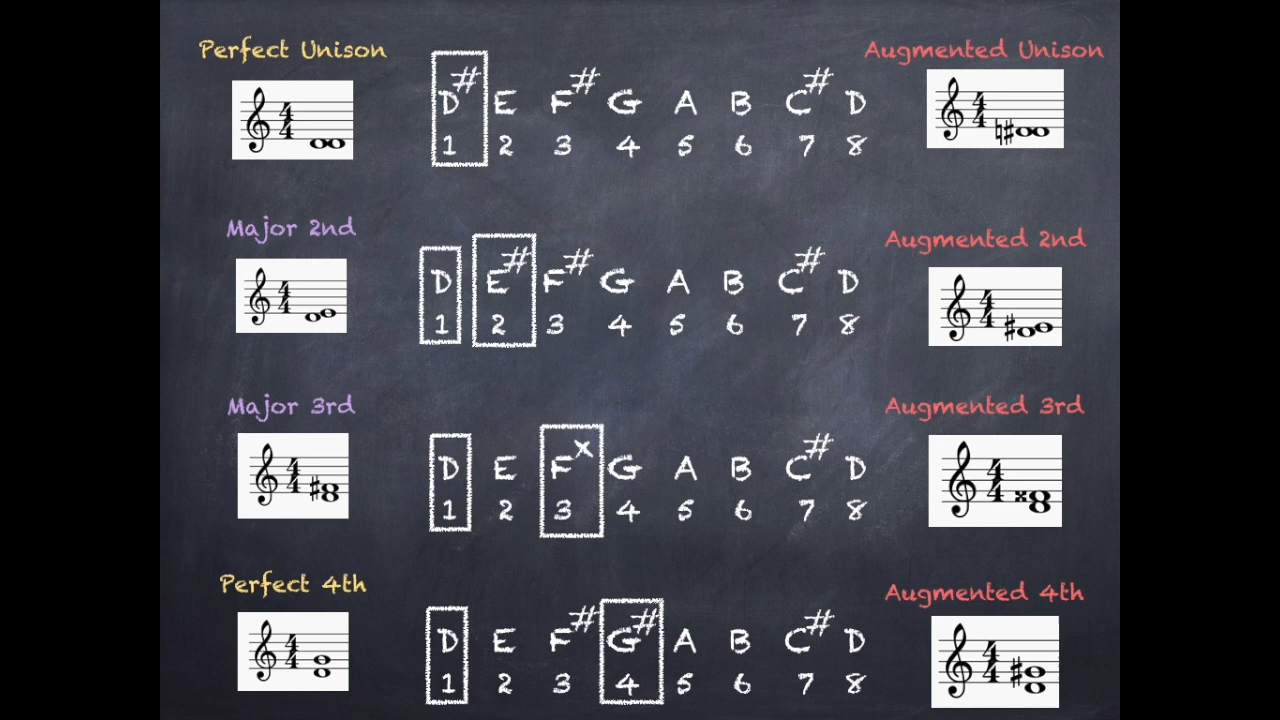 Perfect Unison
Augmented Unison
D# E F# G A B C# D
1 2 3 4 5 6 7 8
Major 2nd
Augmented 2nd
D E# F# G A B C# D
1 2 3 4 5 6 7 8
Major 3rd
Augmented 3rd
D E Fx G A B C# D
1 2 3 4 5 6 7 8
Perfect 4th
Augmented 4th
D E F# G# A B C# D
1 2 3 4 5 6 7 8